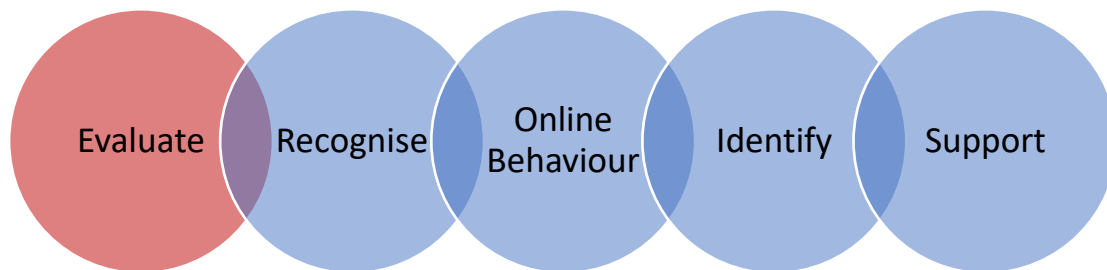 Evaluate
Recognise
Online
Behaviour
Identify
Support